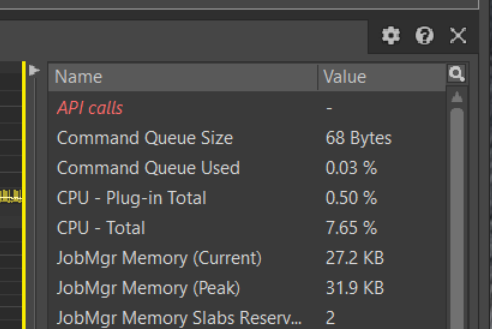 Name Value
API calls -
Command Queue Size 68 Bytes
Command Queue Used 0.03 %
CPU - Plug-in Total 0.50 %
CPU - Total 7.65 %
JobMgr Memory (Current) 27.2 KB
JobMgr Memory (Peak) 31.9 KB
JobMgr Memory Slabs Reserv... 2